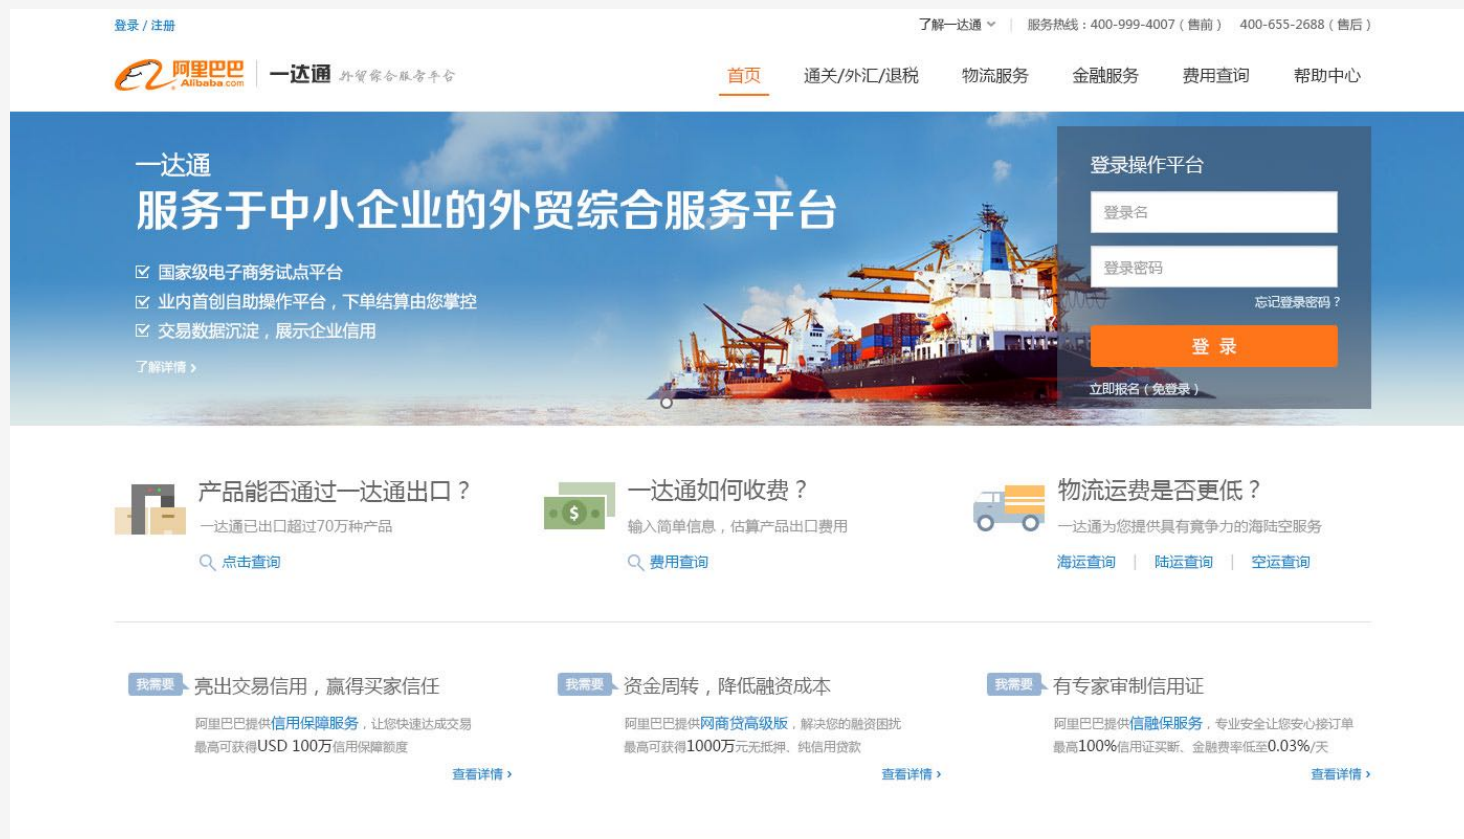 登录 / 注册
了解一达通
服务热线：400-999-4007（售前） 400-655-2688（售后）
阿里巴巴
Alibaba.com
一达通 外贸综合服务平台
首页 通关/外汇/退税 物流服务 金融服务 费用查询 帮助中心
一达通
服务于中小企业的外贸综合服务平台
国家级电子商务试点平台
业内首创自助操作平台，下单结算由您掌控
交易数据沉淀，展示企业信用
了解详情 ›
登录操作平台
登录名
登录密码
忘记登录密码？
登 录
立即报名（免登录）
产品能否通过一达通出口？
一达通已出口超过70万种产品
点击查询
一达通如何收费？
输入简单信息，估算产品出口费用
费用查询
物流运费是否更低？
一达通为您提供具有竟争力的海陆空服务
海运查询 | 陆运查询 | 空运查询
我需要 亮出交易信用，赢得买家信任
阿里巴巴提供信用保障服务，让您快速达成交易
最高可获得USD 100万信用保障额度
查看详情 ›
我需要 资金周转，降低融资成本
阿里巴巴提供网商贷高级版，解决您的融资困扰
最高可获得1000万元无抵押、纯信用贷款
查看详情 ›
我需要 有专家审制信用证
阿里巴巴提供信融保服务，专业安全让您安心接订单
最高100%信用证买断、金融费率低至0.03%/天
查看详情 ›